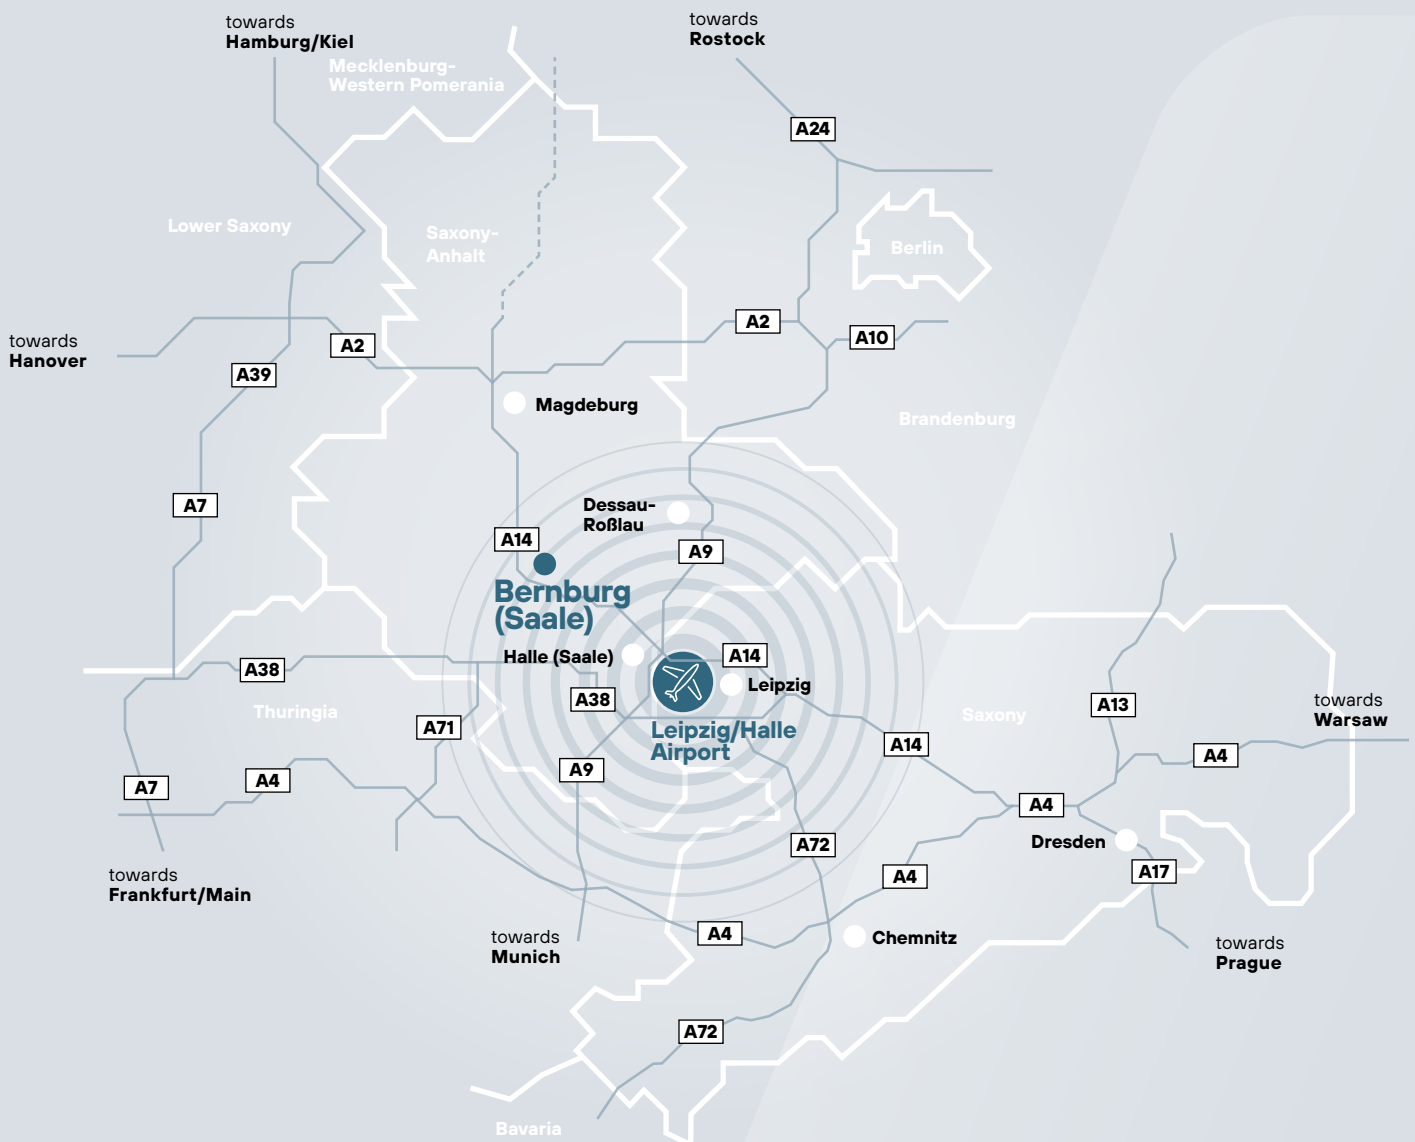 towards
Hamburg/Kiel
towards
Rostock
Mecklenburg-
Western Pomerania
A24
Lower Saxony
Saxony-
Anhalt
Berlin
towards
Hanover
A2
A2
A10
A39
Magdeburg
Brandenburg
A7
Dessau-
Roßlau
A14
A9
Bernburg
(Saale)
Halle (Saale)
A14
A38
Leipzig
A38
Thuringia
A71
Leipzig/Halle
Airport
Saxony
A13
towards
Warsaw
A14
A4
A9
A7
A4
A4
Dresden
A72
A17
A4
towards
Frankfurt/Main
towards
Munich
A4
Chemnitz
towards
Prague
A72
Bavaria